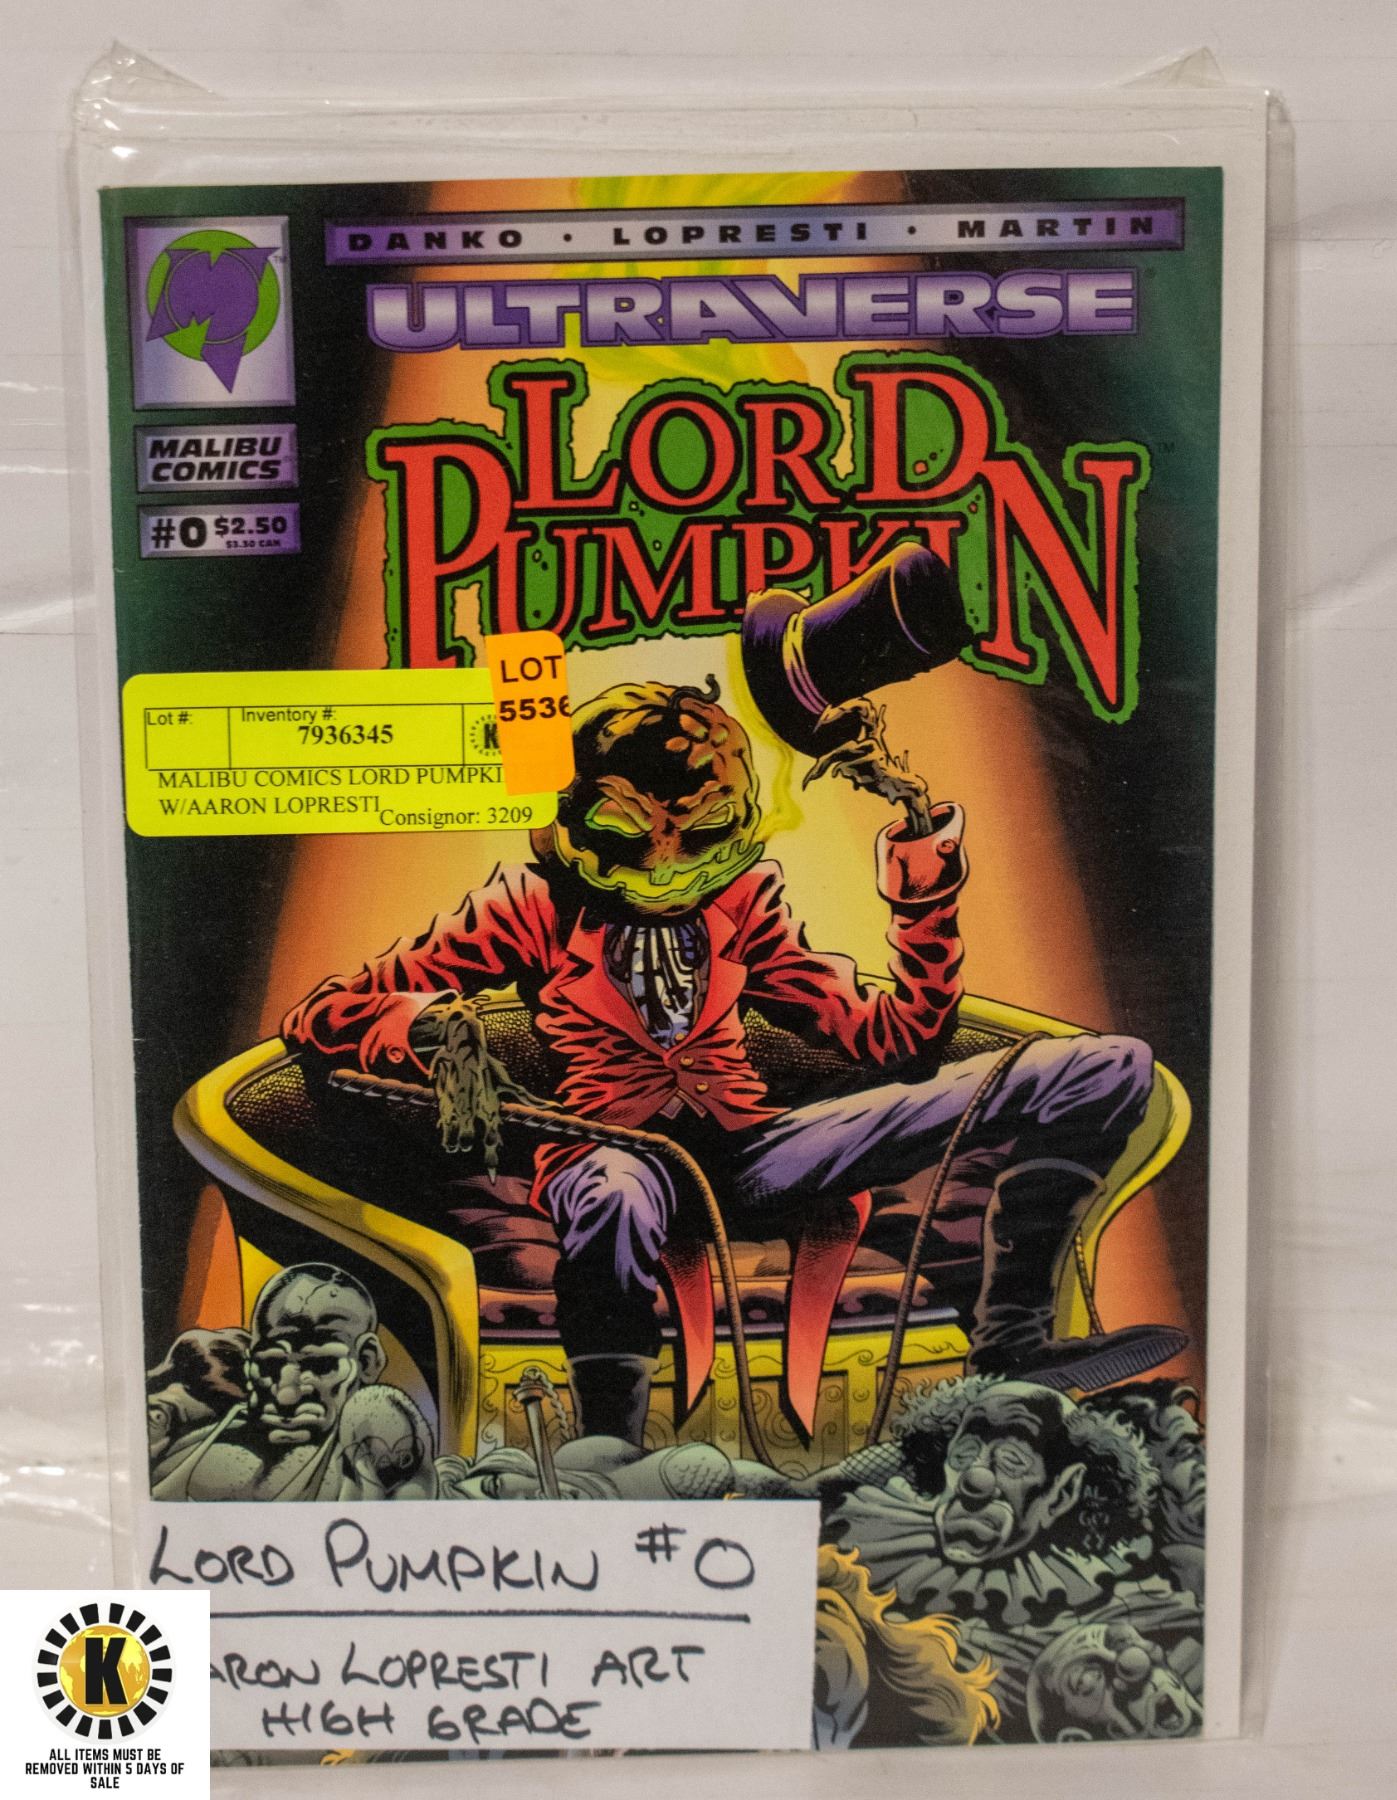 DANKO · LOPRESTI · MARTIN
ULTRAVERSE
LORD
PUMPKIN
TM
MALIBU
COMICS
#0 $2.50
$3.50 CAN
LOT
5536
Lot #: Inventory #:
7936345
K
MALIBU COMICS LORD PUMPKI
W/AARON LOPRESTI
Consignor: 3209
LORD PUMPKIN #0
ARON LOPRESTI ART
HIGH GRADE
K
ALL ITEMS MUST BE
REMOVED WITHIN 5 DAYS OF
SALE